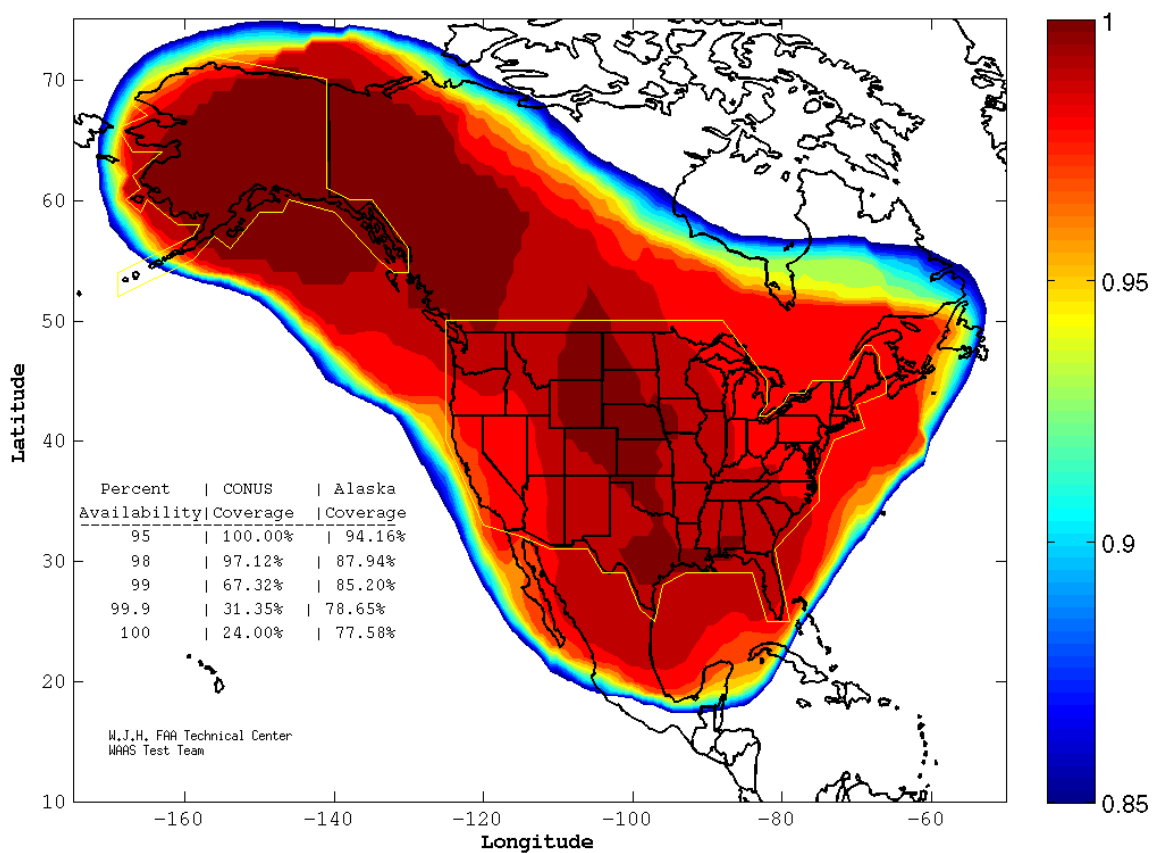 1
0.95
0.9
0.85
70
60
50
40
30
20
10
Latitude
Percent | CONUS | Alaska
Availability|Coverage |Coverage
-----------------------------------
95 | 100.00% | 94.16%
98 | 97.12% | 87.94%
99 | 67.32% | 85.20%
99.9 | 31.35% | 78.65%
100 | 24.00% | 77.58%
W.J.H. FAA Technical Center
WAAS Test Team
−160 −140 −120 −100 −80 −60
Longitude